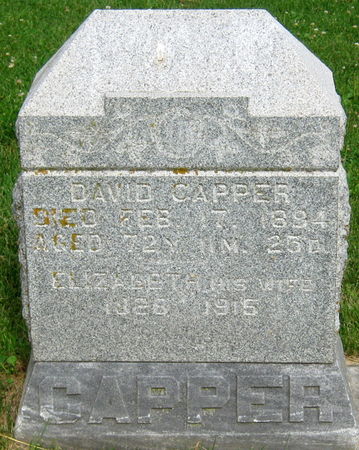 DAVID CAPPER
DIED FEB 17, 1894
AGED 72Y 11M 25D
ELIZABETH, HIS WIFE
1826 1915
CAPPER